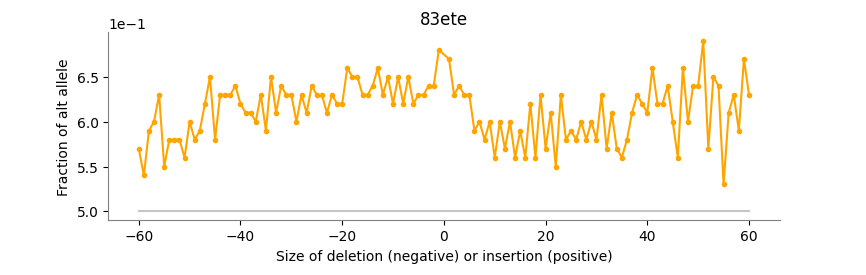 83ete
1e−1
6.5
6.0
5.5
5.0
Fraction of alt allele
−60 −40 −20 0 20 40 60
Size of deletion (negative) or insertion (positive)